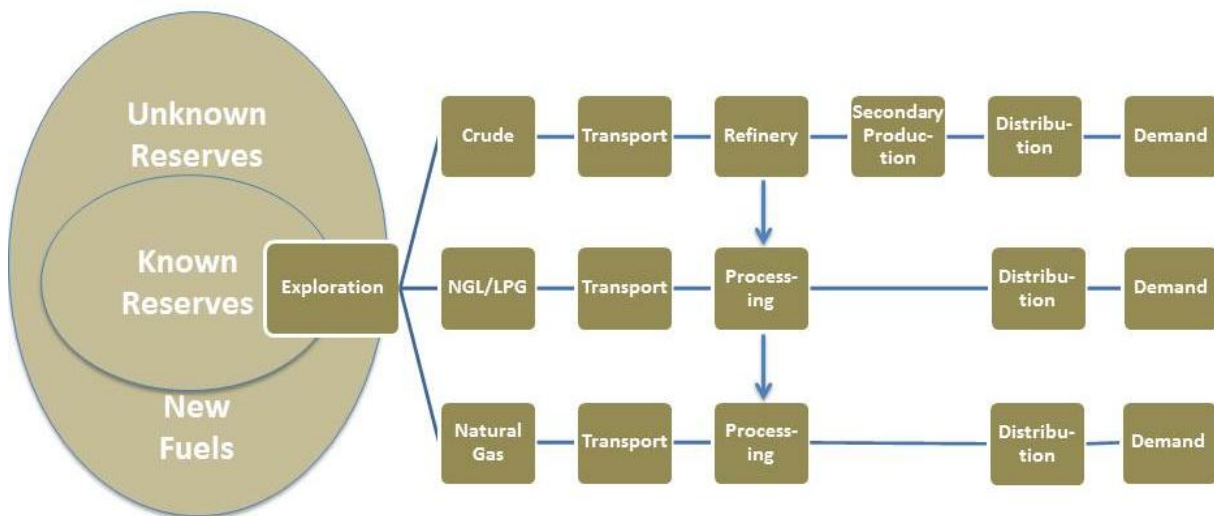 Unknown
Reserves
Known
Reserves
New
Fuels
Exploration
Crude
Transport
Refinery
Secondary
Produc-
tion
Distribu-
tion
Demand
NGL/LPG
Transport
Process-
ing
Distribu-
tion
Demand
Natural
Gas
Transport
Process-
ing
Distribu-
tion
Demand